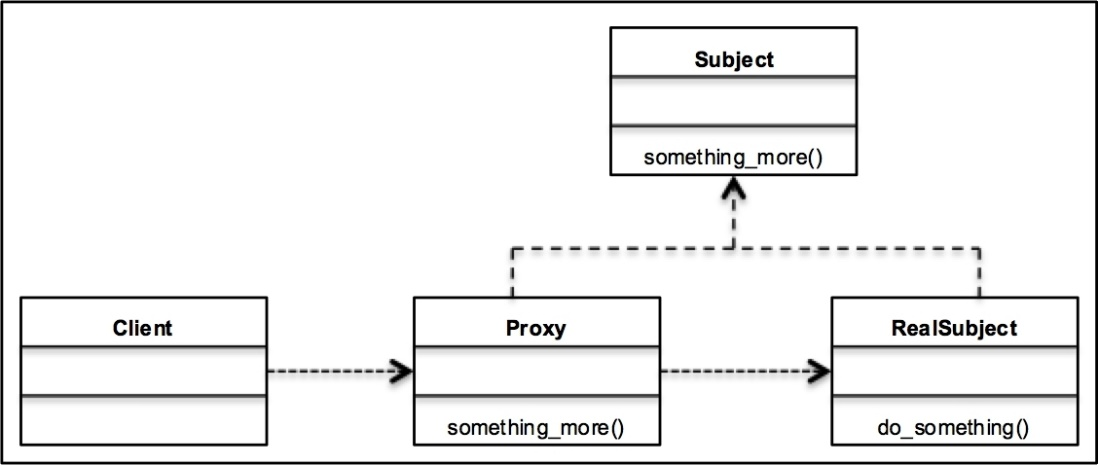 Subject
something_more()
Client
Proxy
RealSubject
something_more()
do_something()